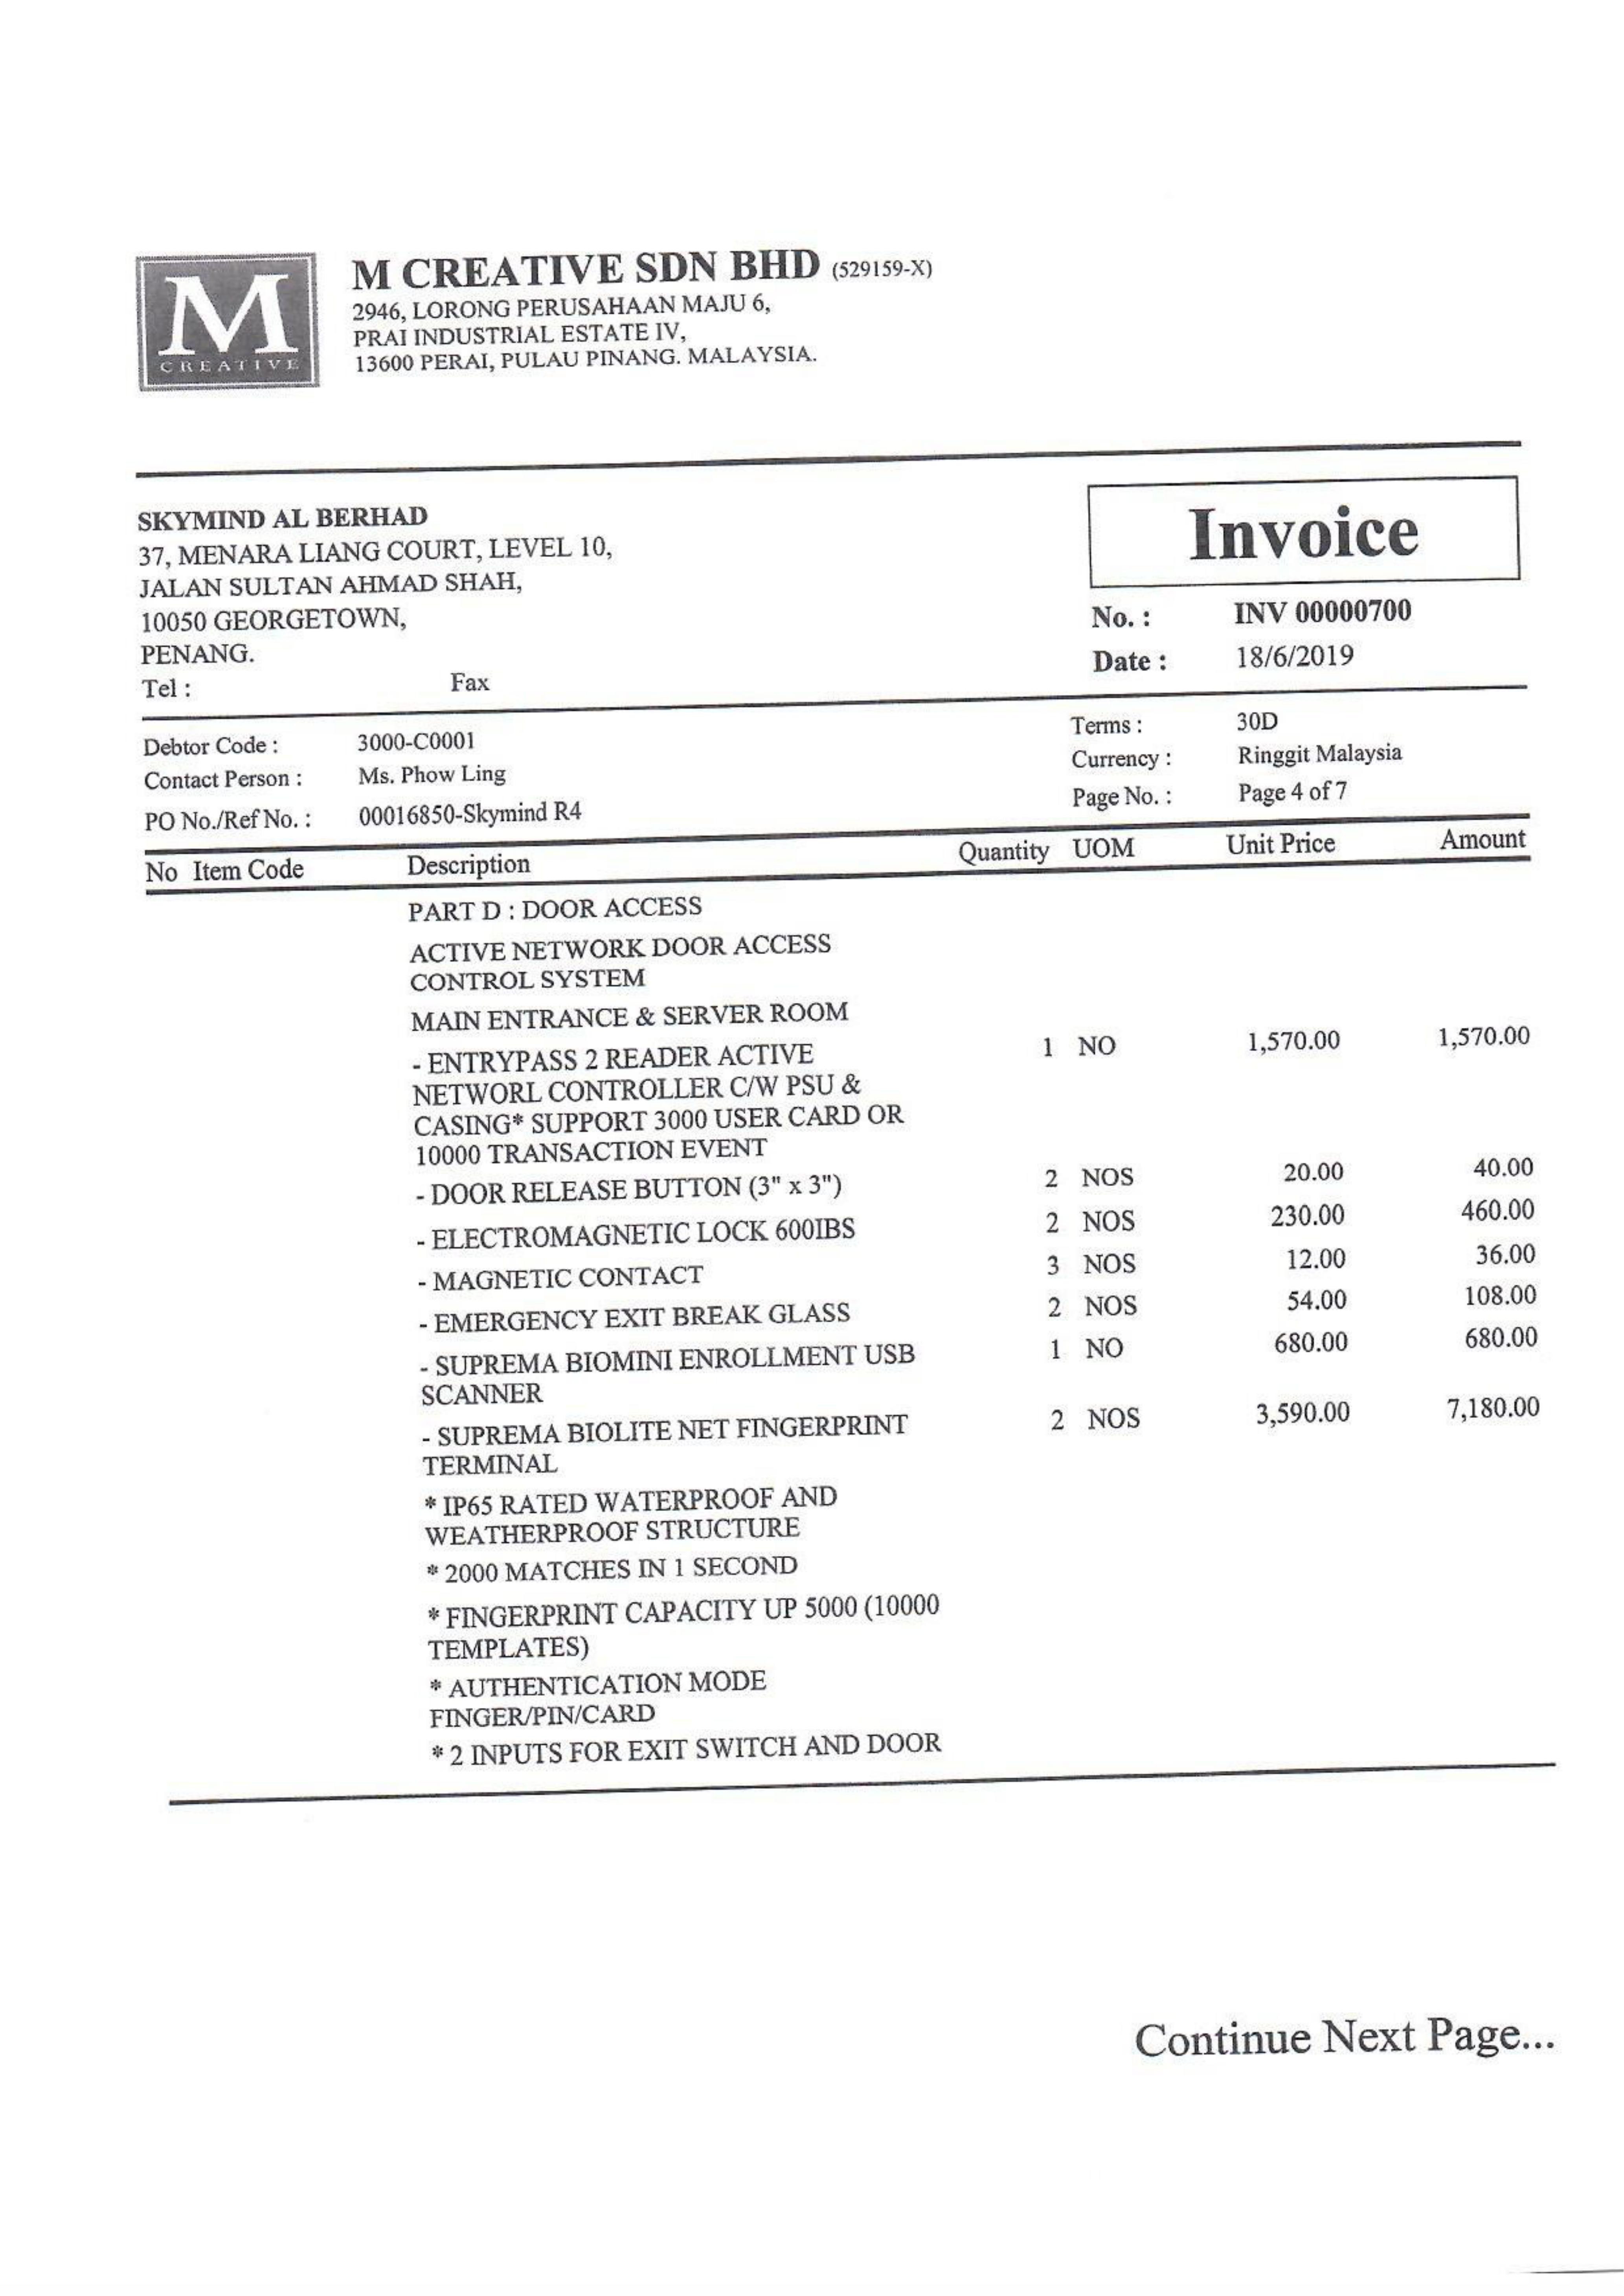 M
CREATIVE
M CREATIVE SDN BHD (529159-X)
2946, LORONG PERUSAHAAN MAJU 6,
PRAI INDUSTRIAL ESTATE IV,
13600 PERAI, PULAU PINANG. MALAYSIA.
SKYMIND AL BERHAD
37, MENARA LIANG COURT, LEVEL 10,
JALAN SULTAN AHMAD SHAH,
10050 GEORGETOWN,
PENANG.
Tel : Fax
Invoice
No. : INV 00000700
Date : 18/6/2019
Debtor Code : 3000-C0001
Contact Person : Ms. Phow Ling
PO No./Ref No. : 00016850-Skymind R4
Terms : 30D
Currency : Ringgit Malaysia
Page No. : Page 4 of 7
No Item Code Description Quantity UOM Unit Price Amount
PART D : DOOR ACCESS
ACTIVE NETWORK DOOR ACCESS
CONTROL SYSTEM
MAIN ENTRANCE & SERVER ROOM
- ENTRYPASS 2 READER ACTIVE 1 NO 1,570.00 1,570.00
NETWORL CONTROLLER C/W PSU &
CASING* SUPPORT 3000 USER CARD OR
10000 TRANSACTION EVENT
- DOOR RELEASE BUTTON (3" x 3") 2 NOS 20.00 40.00
- ELECTROMAGNETIC LOCK 600IBS 2 NOS 230.00 460.00
- MAGNETIC CONTACT 3 NOS 12.00 36.00
- EMERGENCY EXIT BREAK GLASS 2 NOS 54.00 108.00
- SUPREMA BIOMINI ENROLLMENT USB 1 NO 680.00 680.00
SCANNER
- SUPREMA BIOLITE NET FINGERPRINT 2 NOS 3,590.00 7,180.00
TERMINAL
* IP65 RATED WATERPROOF AND
WEATHERPROOF STRUCTURE
* 2000 MATCHES IN 1 SECOND
* FINGERPRINT CAPACITY UP 5000 (10000
TEMPLATES)
* AUTHENTICATION MODE
FINGER/PIN/CARD
* 2 INPUTS FOR EXIT SWITCH AND DOOR
Continue Next Page...